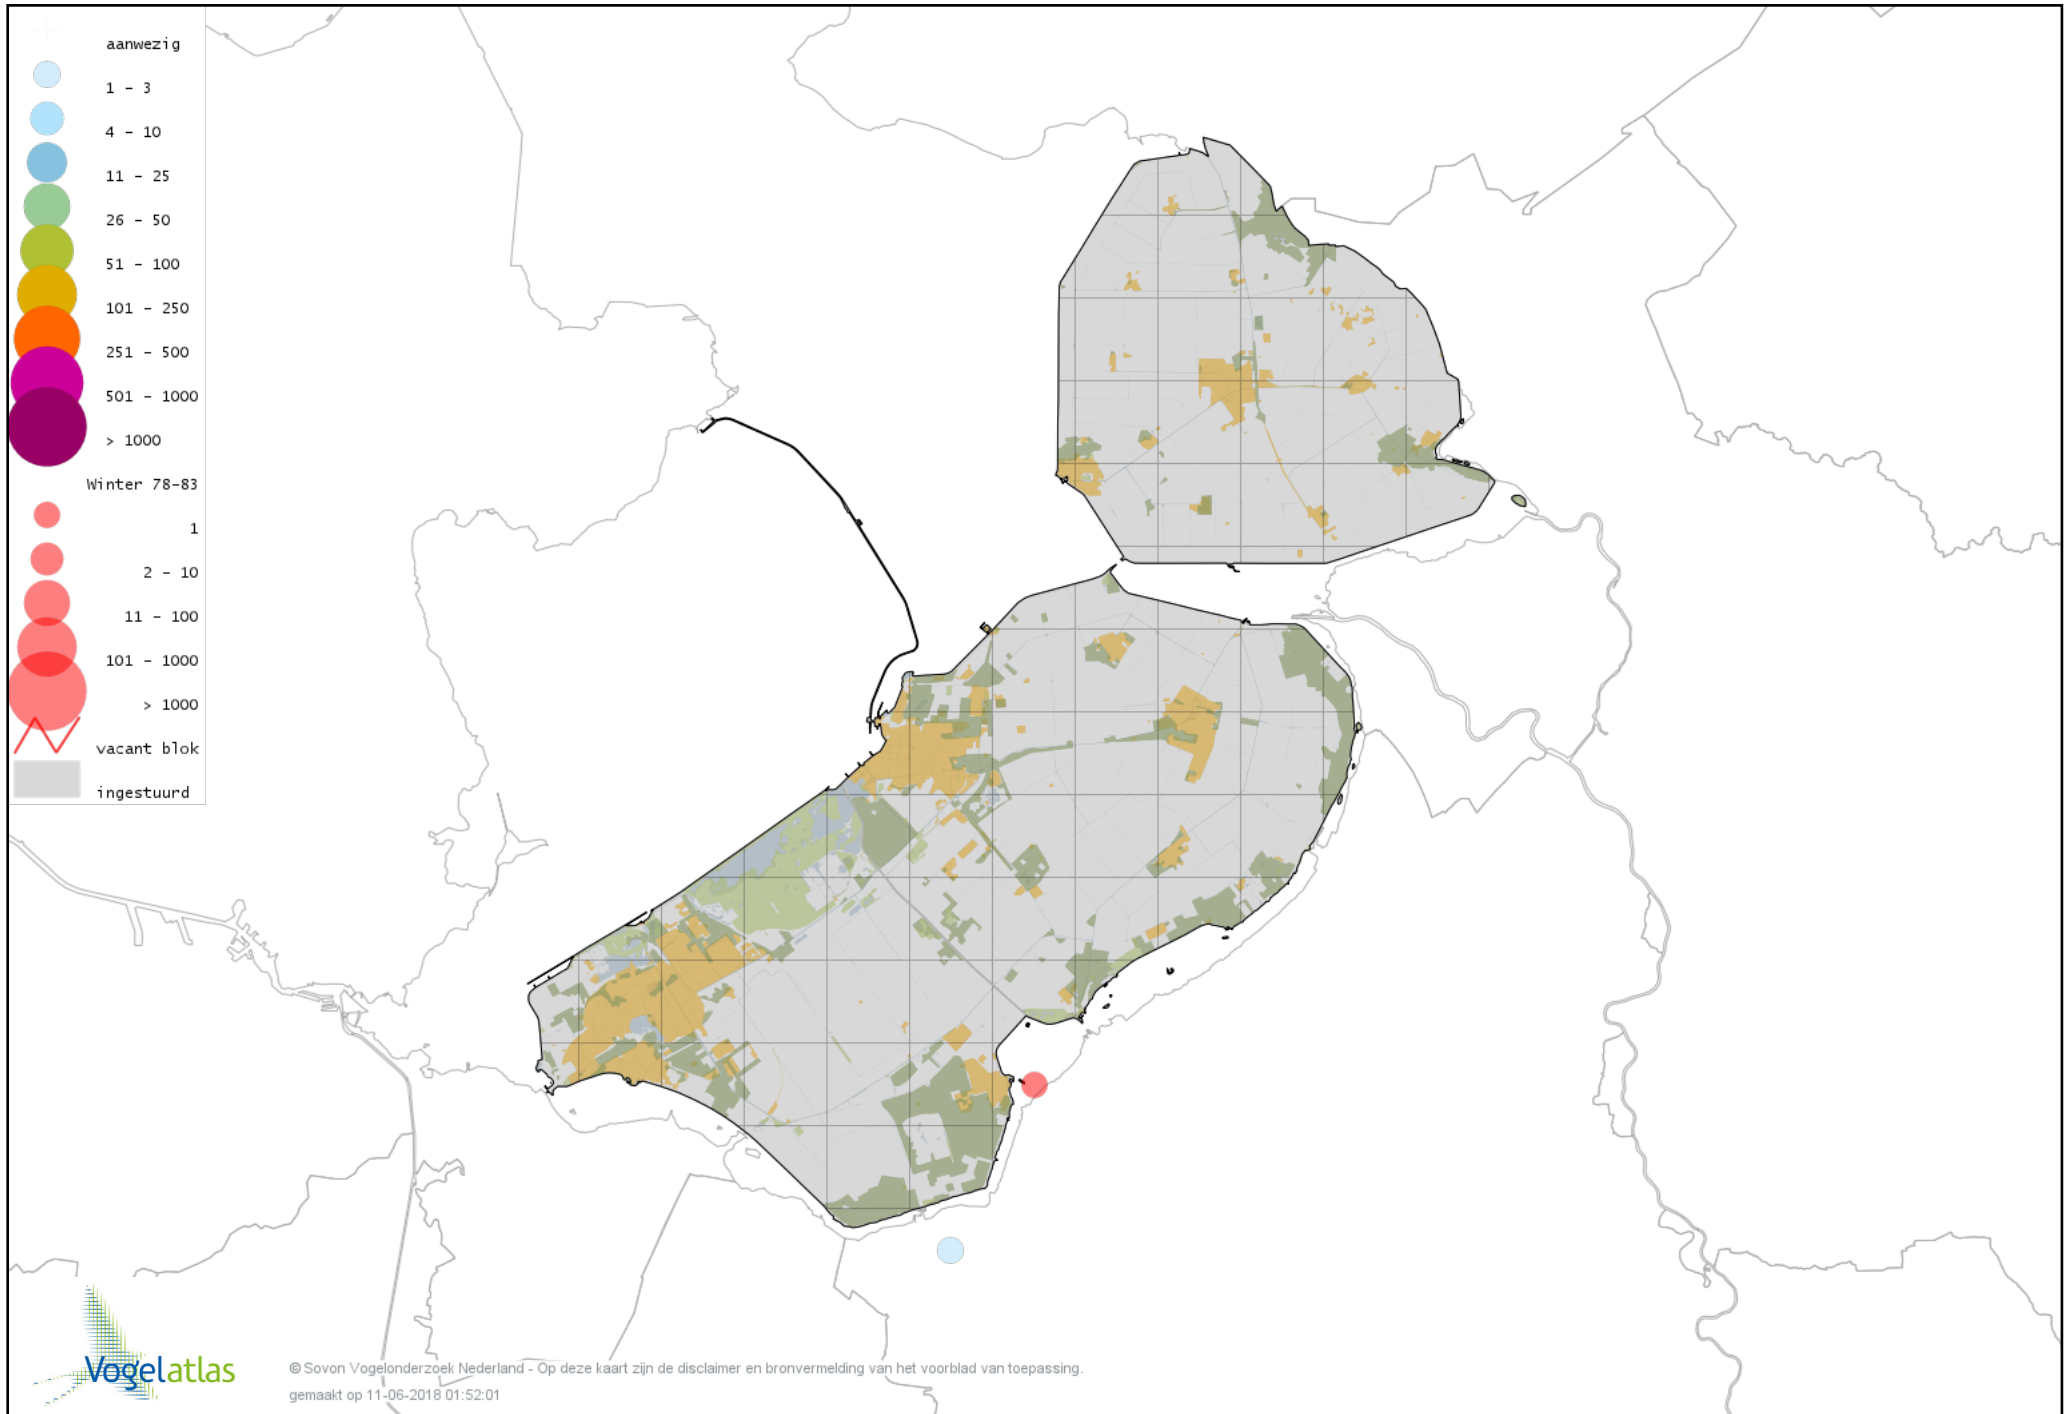 aanwezig
1 - 3
4 - 10
11 - 25
26 - 50
51 - 100
101 - 250
251 - 500
501 - 1000
> 1000
Winter 78-83
1
2 - 10
11 - 100
101 - 1000
> 1000
vacant blok
ingestuurd
Vogelatlas
© Sovon Vogelonderzoek Nederland - Op deze kaart zijn de disclaimer en bronvermelding van het voorblad van toepassing.
gemaakt op 11-06-2018 01:52:01